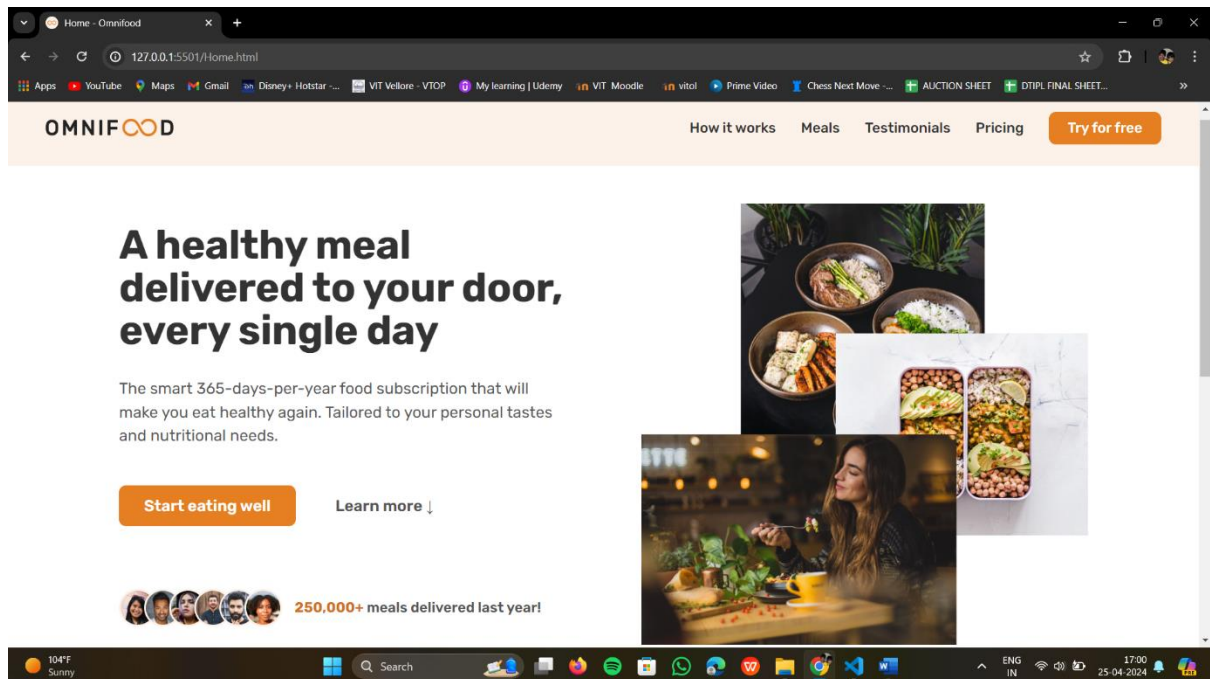 Home - Omnifood
127.0.0.1:5501/Home.html
Apps YouTube Maps Gmail Disney+ Hotstar -... VIT Vellore - VTOP My learning | Udemy VIT Moodle vitol Prime Video Chess Next Move -... AUCTION SHEET DTIPL FINAL SHEET...
OMNIFOOD How it works Meals Testimonials Pricing Try for free
A healthy meal
delivered to your door,
every single day
The smart 365-days-per-year food subscription that will
make you eat healthy again. Tailored to your personal tastes
and nutritional needs.
Start eating well Learn more ↓
250,000+ meals delivered last year!
104°F
Sunny
Search
ENG
IN
17:00
25-04-2024